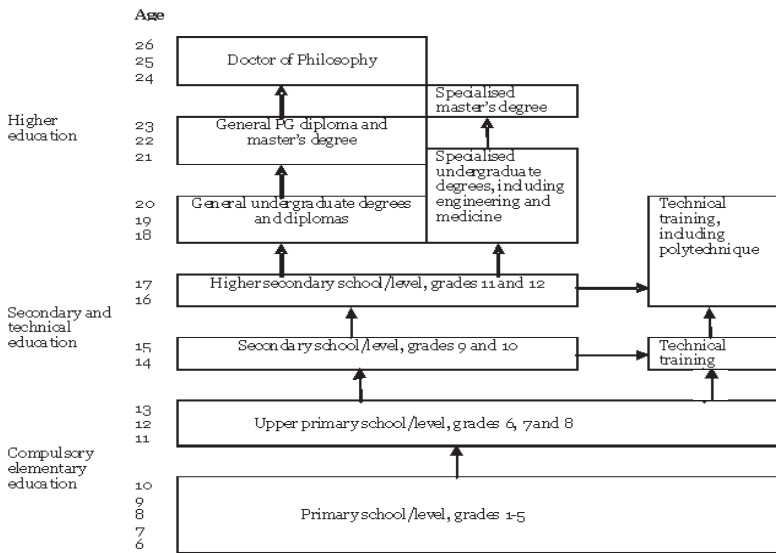 Age
26
25
24
Doctor of Philosophy
Higher
education
Specialised
master's degree
23
22
21
General PG diploma and
master's degree
Specialised
undergraduate
degrees, including
engineering and
medicine
20
19
18
General undergraduate degrees
and diplomas
Technical
training,
including
polytechnique
17
16
Higher secondary school/level, grades 11 and 12
Secondary and
technical
education
15
14
Secondary school/level, grades 9 and 10
Technical
training
13
12
11
Upper primary school/level, grades 6, 7 and 8
Compulsory
elementary
education
10
9
8
7
6
Primary school/level, grades 1-5